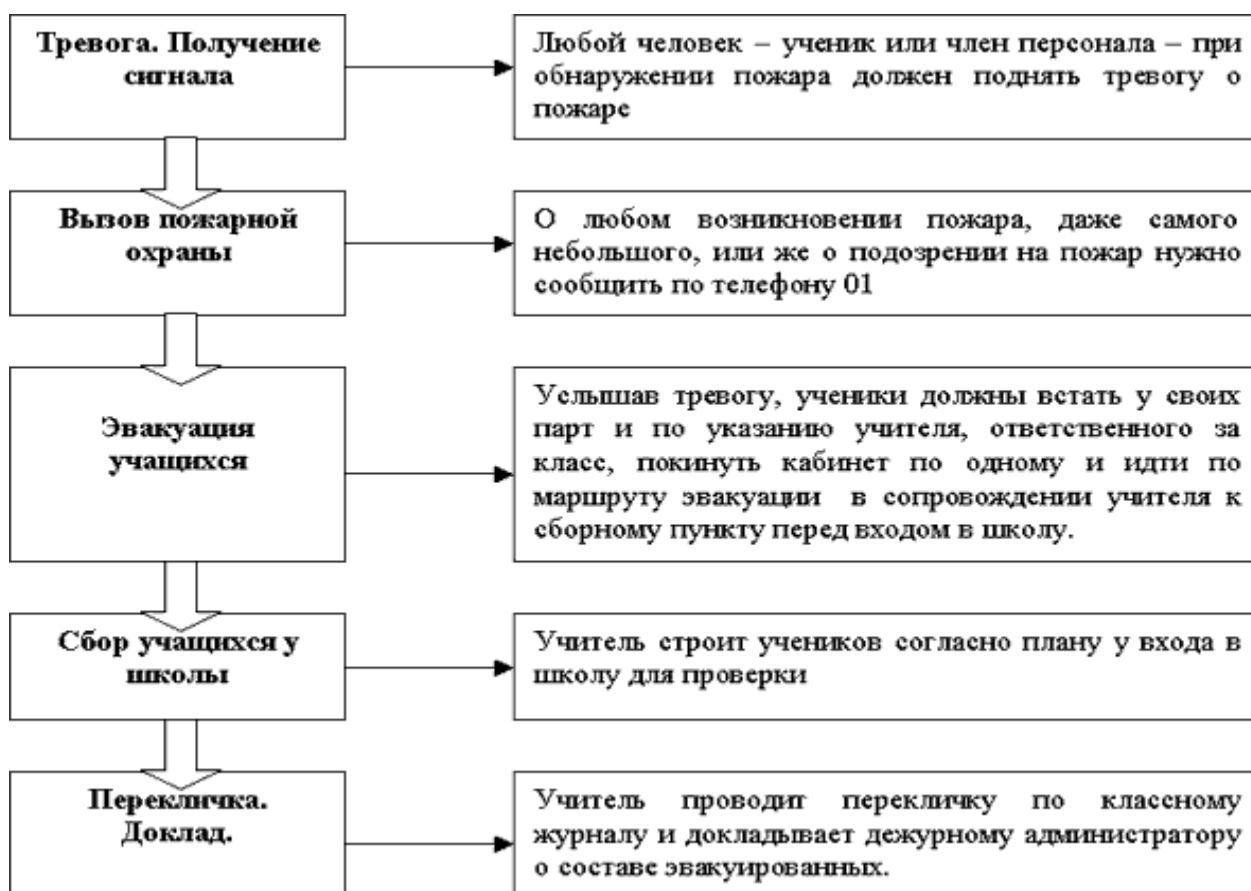 Тревога. Получение
сигнала
Любой человек – ученик или член персонала – при
обнаружении пожара должен поднять тревогу о
пожаре
Вызов пожарной
охраны
О любом возникновении пожара, даже самого
небольшого, или же о подозрении на пожар нужно
сообщить по телефону 01
Эвакуация
учащихся
Услышав тревогу, ученики должны встать у своих
парт и по указанию учителя, ответственного за
класс, покинуть кабинет по одному и идти по
маршруту эвакуации в сопровождении учителя к
сборному пункту перед входом в школу.
Сбор учащихся у
школы
Учитель строит учеников согласно плану у входа в
школу для проверки
Перекличка.
Доклад.
Учитель проводит перекличку по классному
журналу и докладывает дежурному администратору
о составе эвакуированных.